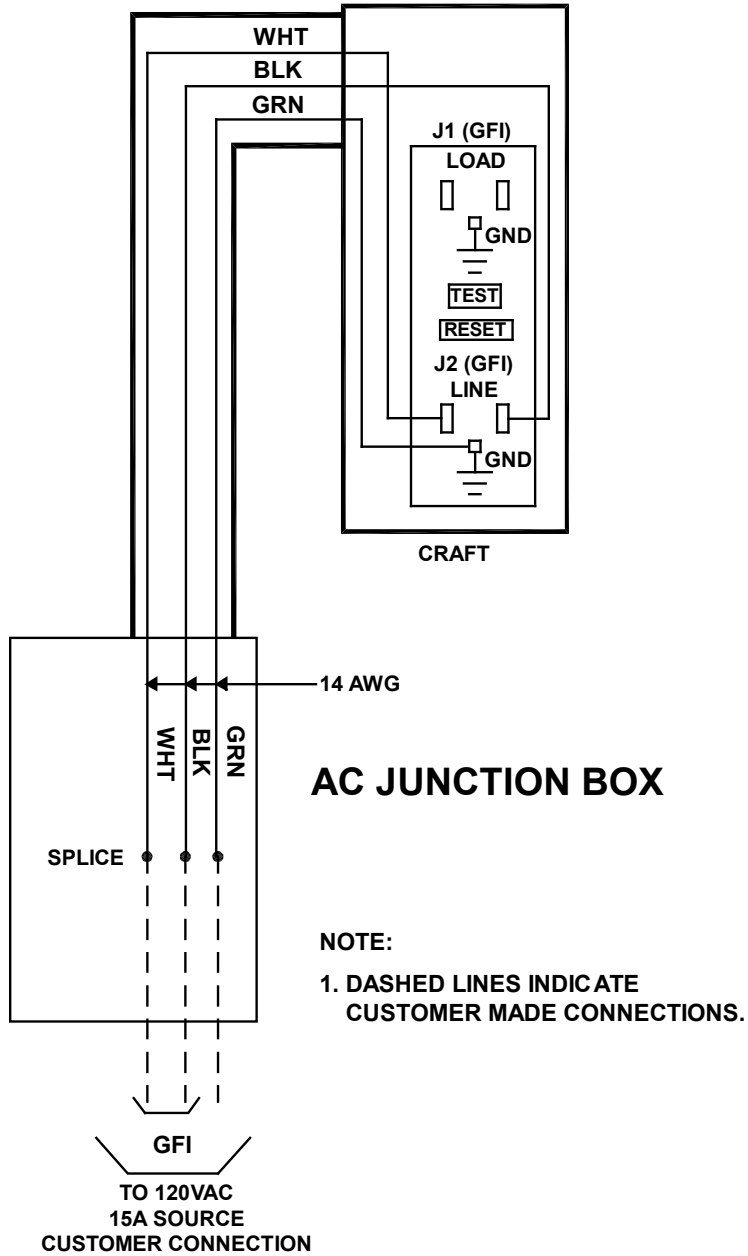 WHT
BLK
GRN
J1 (GFI)
LOAD
GND
TEST
RESET
J2 (GFI)
LINE
GND
CRAFT
14 AWG
WHT
BLK
GRN
AC JUNCTION BOX
SPLICE
NOTE:
1. DASHED LINES INDICATE
CUSTOMER MADE CONNECTIONS.
GFI
TO 120VAC
15A SOURCE
CUSTOMER CONNECTION